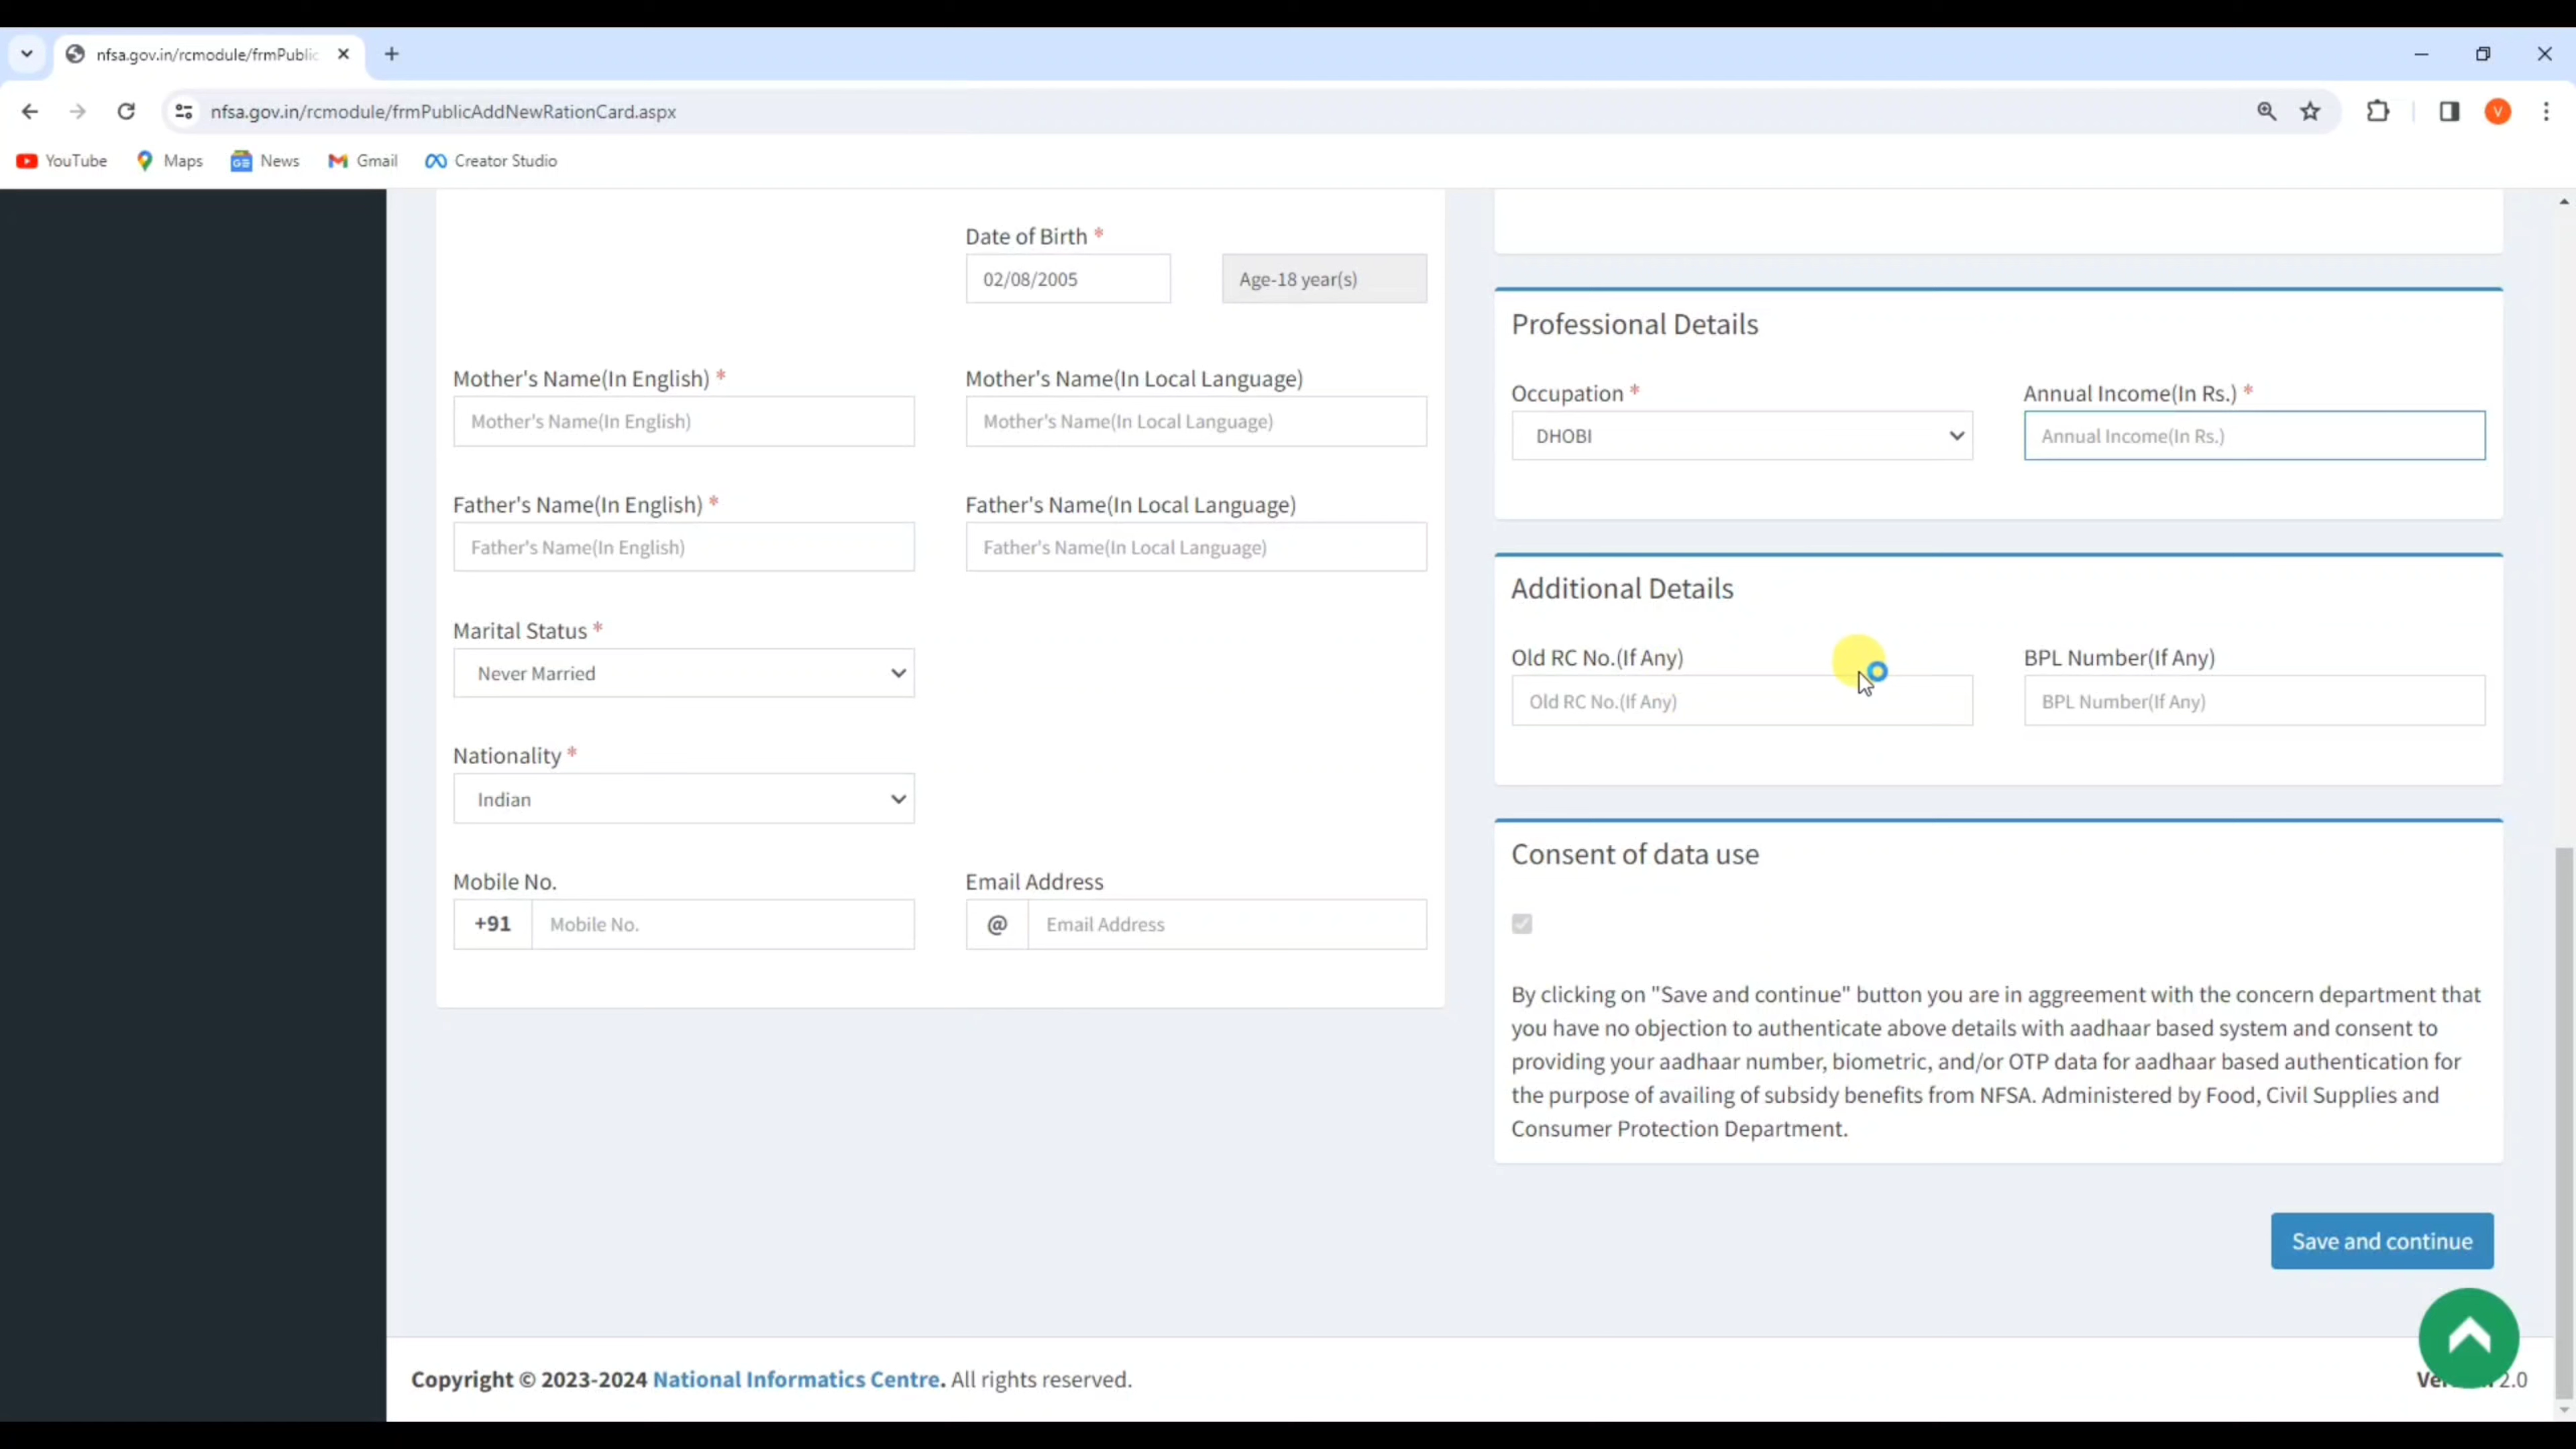 nfsa.gov.in/rcmodule/frmPublic
nfsa.gov.in/rcmodule/frmPublicAddNewRationCard.aspx
V
YouTube
Maps
GE
News
Gmail
Creator Studio
Date of Birth *
02/08/2005
Age-18 year(s)
Mother's Name(In English) *
Mother's Name(In Local Language)
Mother's Name(In English)
Mother's Name(In Local Language)
Father's Name(In English) *
Father's Name(In Local Language)
Father's Name(In English)
Father's Name(In Local Language)
Marital Status *
Never Married
Nationality *
Indian
Mobile No.
Email Address
+91
Mobile No.
@
Email Address
Professional Details
Occupation *
Annual Income(In Rs.) *
DHOBI
Annual Income(In Rs.)
Additional Details
Old RC No.(If Any)
BPL Number(If Any)
Old RC No.(If Any)
BPL Number(If Any)
Consent of data use
By clicking on "Save and continue" button you are in aggreement with the concern department that
you have no objection to authenticate above details with aadhaar based system and consent to
providing your aadhaar number, biometric, and/or OTP data for aadhaar based authentication for
the purpose of availing of subsidy benefits from NFSA. Administered by Food, Civil Supplies and
Consumer Protection Department.
Save and continue
Copyright © 2023-2024 National Informatics Centre. All rights reserved.
2.0